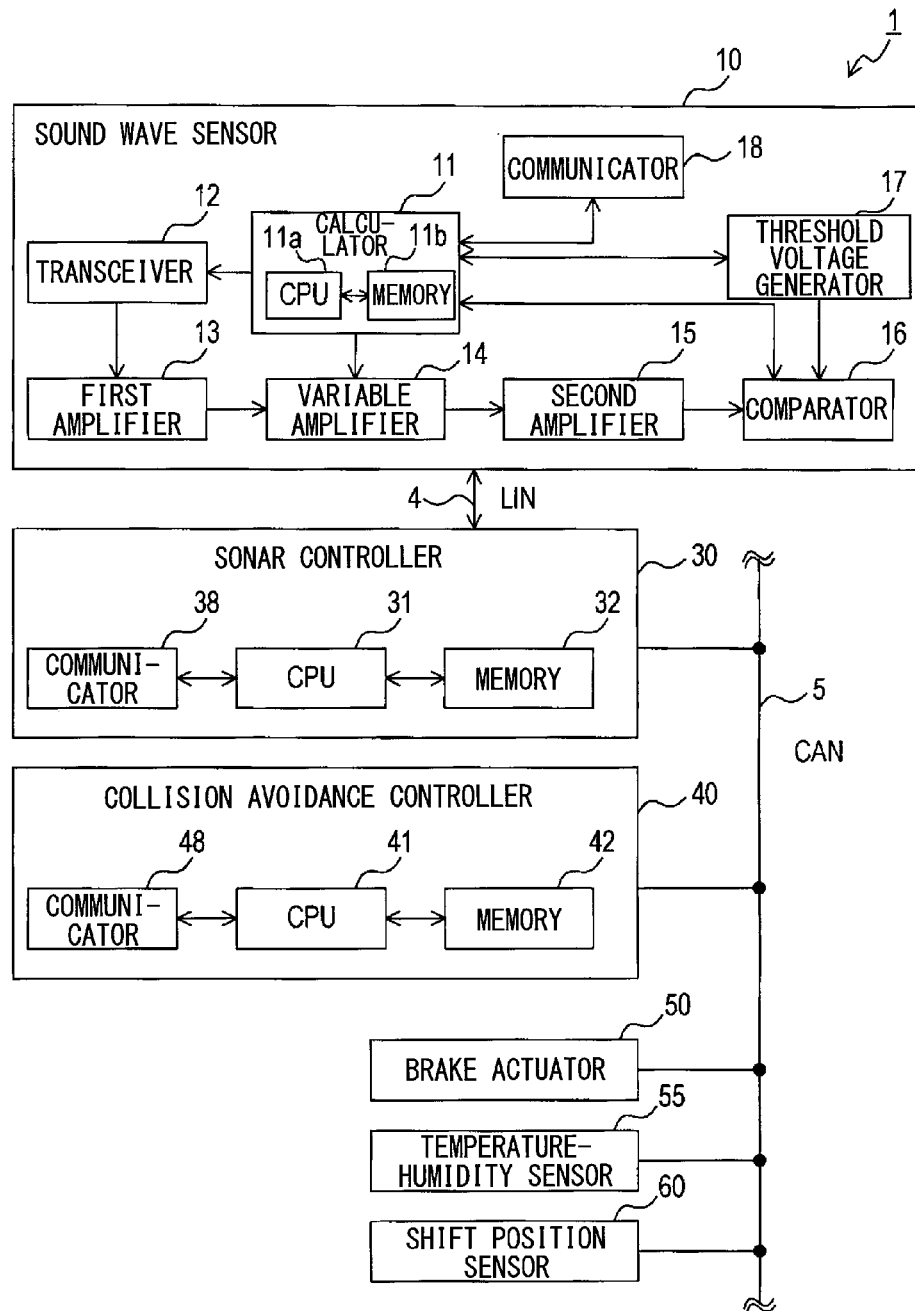 1
10
SOUND WAVE SENSOR
COMMUNICATOR
18
11
12
17
CALCU-
LATOR
11a
11b
CPU
MEMORY
TRANSCEIVER
THRESHOLD
VOLTAGE
GENERATOR
13
14
15
16
FIRST
AMPLIFIER
VARIABLE
AMPLIFIER
SECOND
AMPLIFIER
COMPARATOR
4
LIN
SONAR CONTROLLER
30
38
31
32
COMMUNI-
CATOR
CPU
MEMORY
5
CAN
COLLISION AVOIDANCE CONTROLLER
40
48
41
42
COMMUNI-
CATOR
CPU
MEMORY
50
BRAKE ACTUATOR
55
TEMPERATURE-
HUMIDITY SENSOR
60
SHIFT POSITION
SENSOR